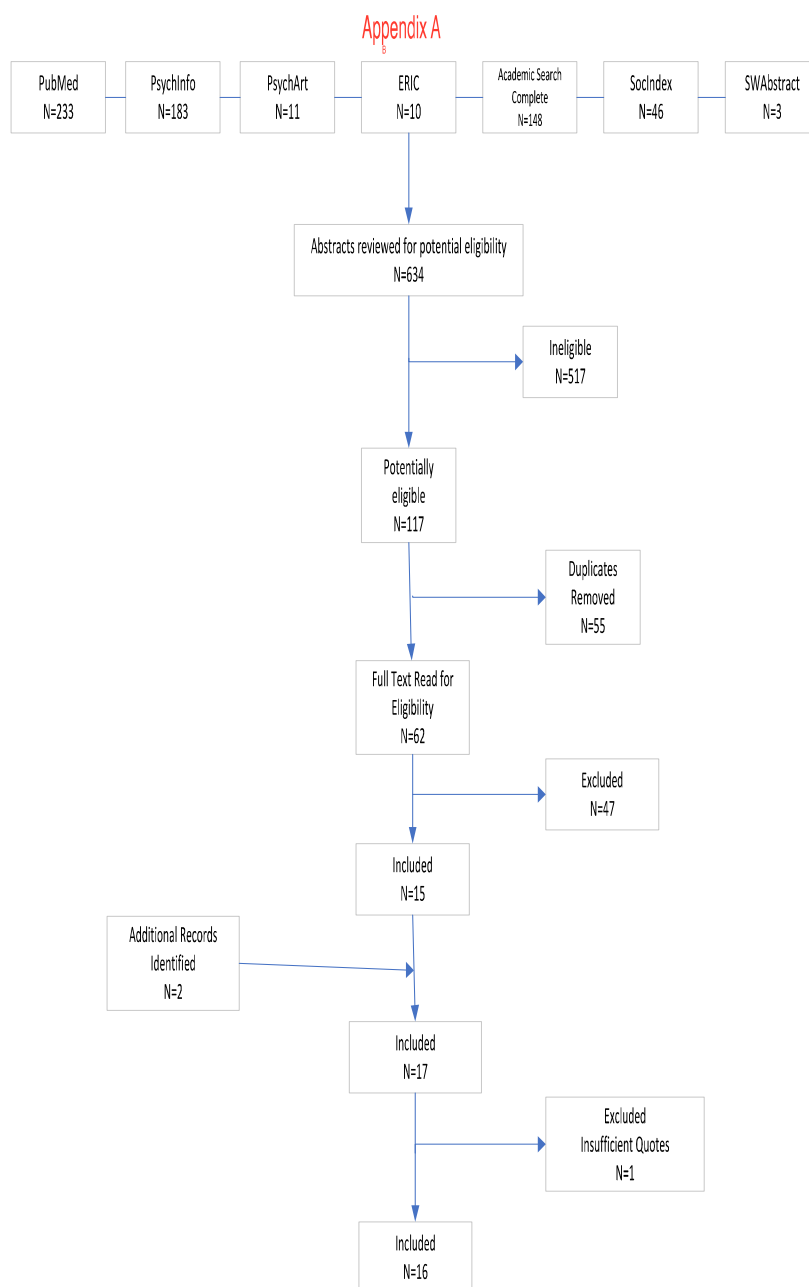 Appendix A
B
PubMed
N=233
PsychInfo
N=183
PsychArt
N=11
ERIC
N=10
Academic Search
Complete
N=148
SocIndex
N=46
SWAbstract
N=3
Abstracts reviewed for potential eligibility
N=634
Ineligible
N=517
Potentially
eligible
N=117
Duplicates
Removed
N=55
Full Text Read for
Eligibility
N=62
Excluded
N=47
Included
N=15
Additional Records
Identified
N=2
Included
N=17
Excluded
Insufficient Quotes
N=1
Included
N=16